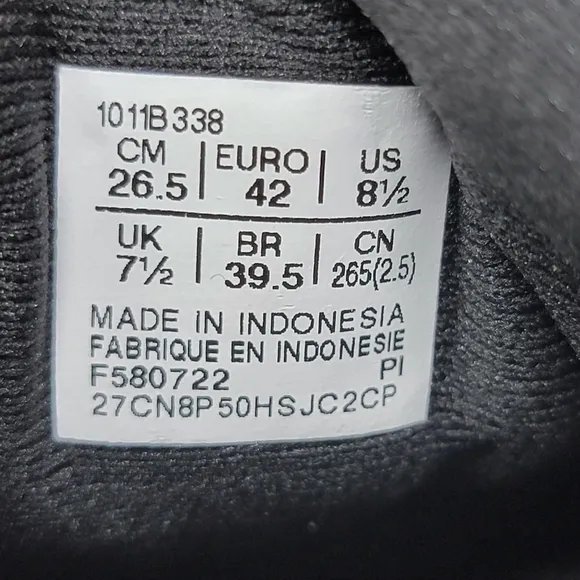 1011B338
CM | EURO | US
26.5 | 42 | 8½
UK | BR | CN
7½ | 39.5 | 265(2.5)
MADE IN INDONESIA
FABRIQUE EN INDONESIE
F580722 PI
27CN8P50HSJC2CP